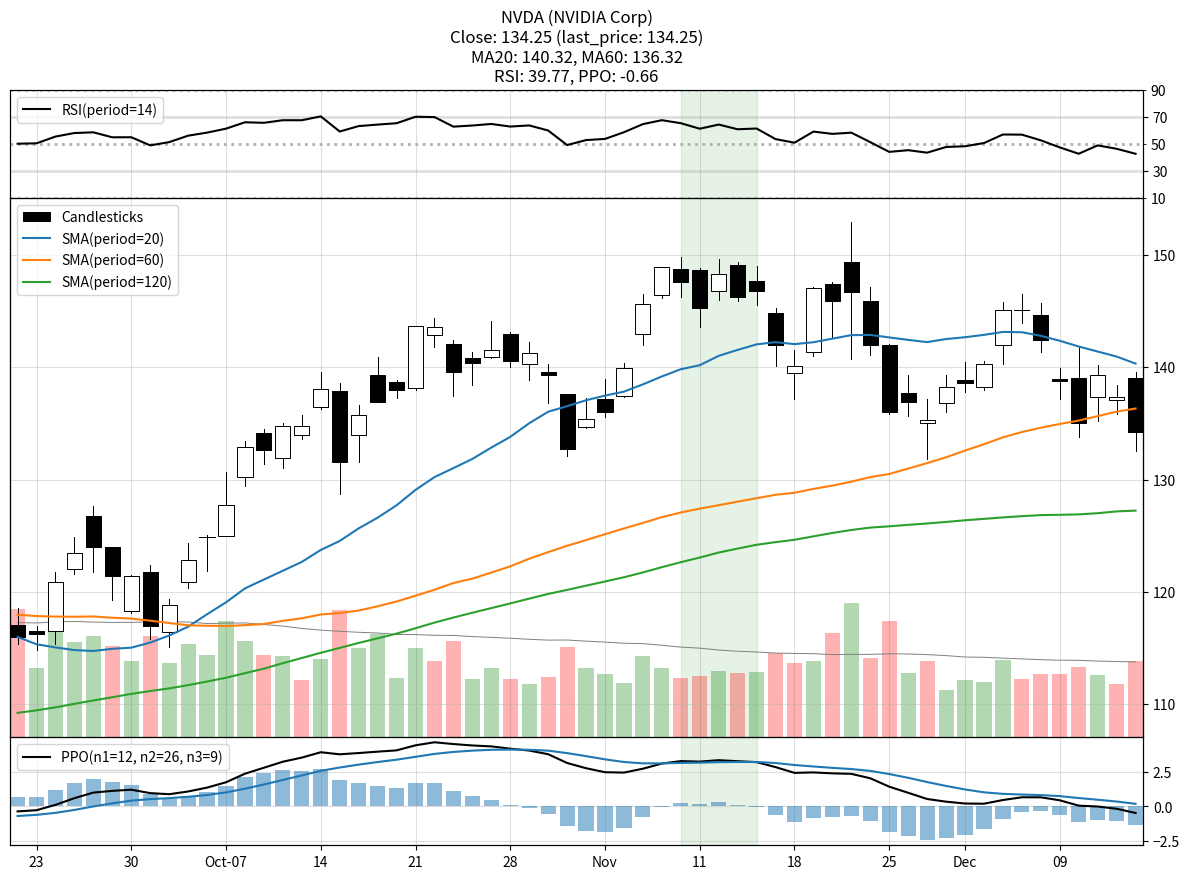 NVDA (NVIDIA Corp)
Close: 134.25 (last_price: 134.25)
MA20: 140.32, MA60: 136.32
RSI: 39.77, PPO: -0.66
RSI(period=14)
90
70
50
30
10
Candlesticks
SMA(period=20)
SMA(period=60)
SMA(period=120)
150
140
130
120
110
PPO(n1=12, n2=26, n3=9)
2.5
0.0
−2.5
23 30 Oct-07 14 21 28 Nov 11 18 25 Dec 09